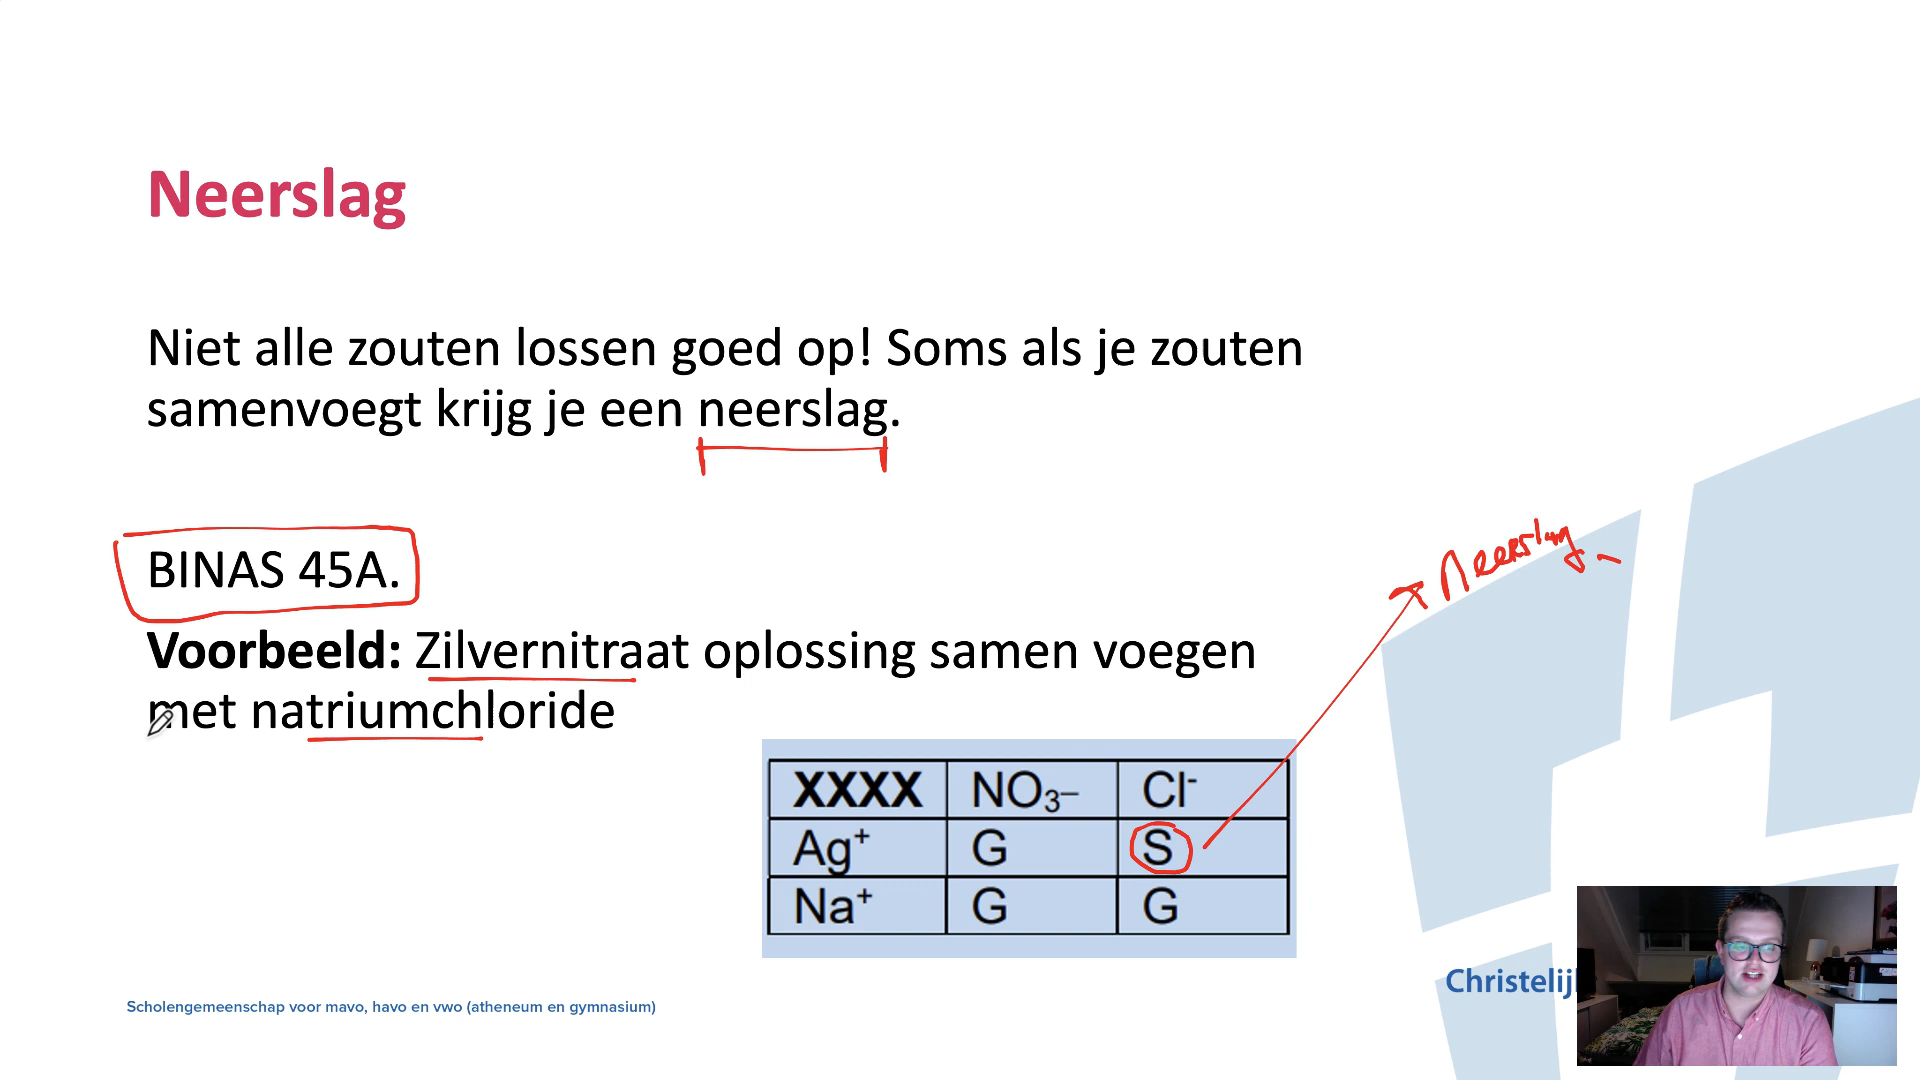 Neerslag
Niet alle zouten lossen goed op! Soms als je zouten
samenvoegt krijg je een neerslag.
Neerslag
BINAS 45A.
Voorbeeld: Zilvernitraat oplossing samen voegen
met natriumchloride
XXXX NO₃– Cl⁻
Ag⁺ G S
Na⁺ G G
Christelij
Scholengemeenschap voor mavo, havo en vwo (atheneum en gymnasium)